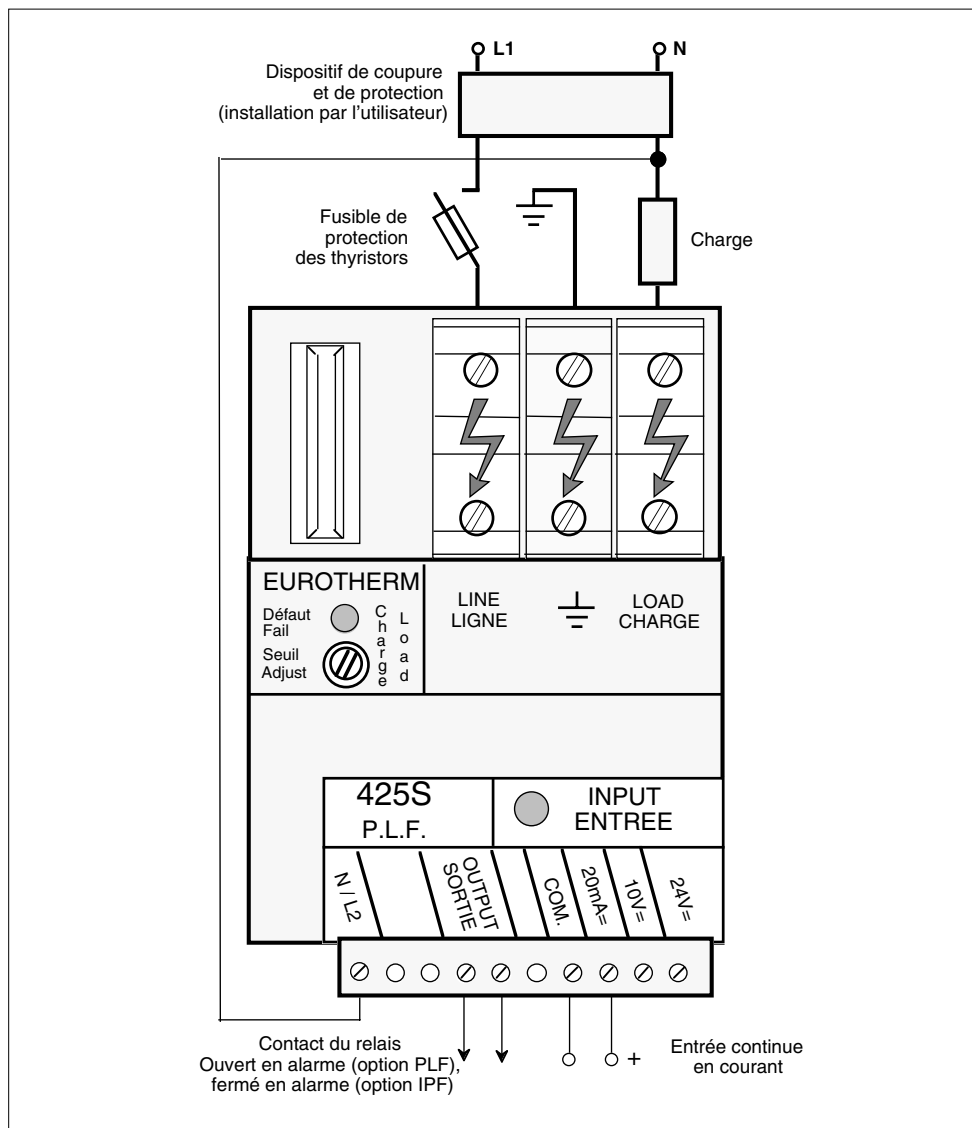 L1
N
Dispositif de coupure
et de protection
(installation par l'utilisateur)
Fusible de
protection
des thyristors
Charge
EUROTHERM
Défaut
Fail
Seuil
Adjust
Charge
Load
LINE
LIGNE
LOAD
CHARGE
425S
P.L.F.
INPUT
ENTREE
N / L2
OUTPUT
SORTIE
COM.
20mA=
10V=
24V=
Contact du relais
Ouvert en alarme (option PLF),
fermé en alarme (option IPF)
+
Entrée continue
en courant